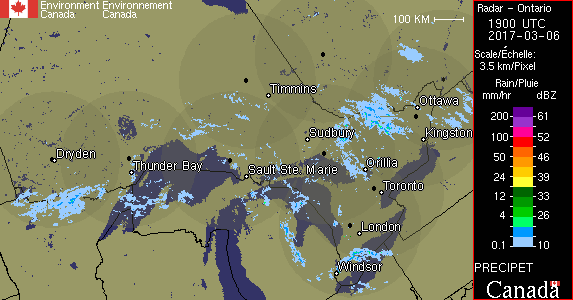 Environment Environnement
Canada Canada
100 KM
Radar - Ontario
1900 UTC
2017-03-06
Scale/Échelle:
3.5 km/Pixel
Rain/Pluie
mm/hr dBZ
200 61
100 52
50 46
24 39
12 33
4 26
0.1 10
PRECIPET
Canada
Timmins
Ottawa
Sudbury
Kingston
Dryden
Thunder Bay
Sault Ste. Marie
Orillia
Toronto
London
Windsor